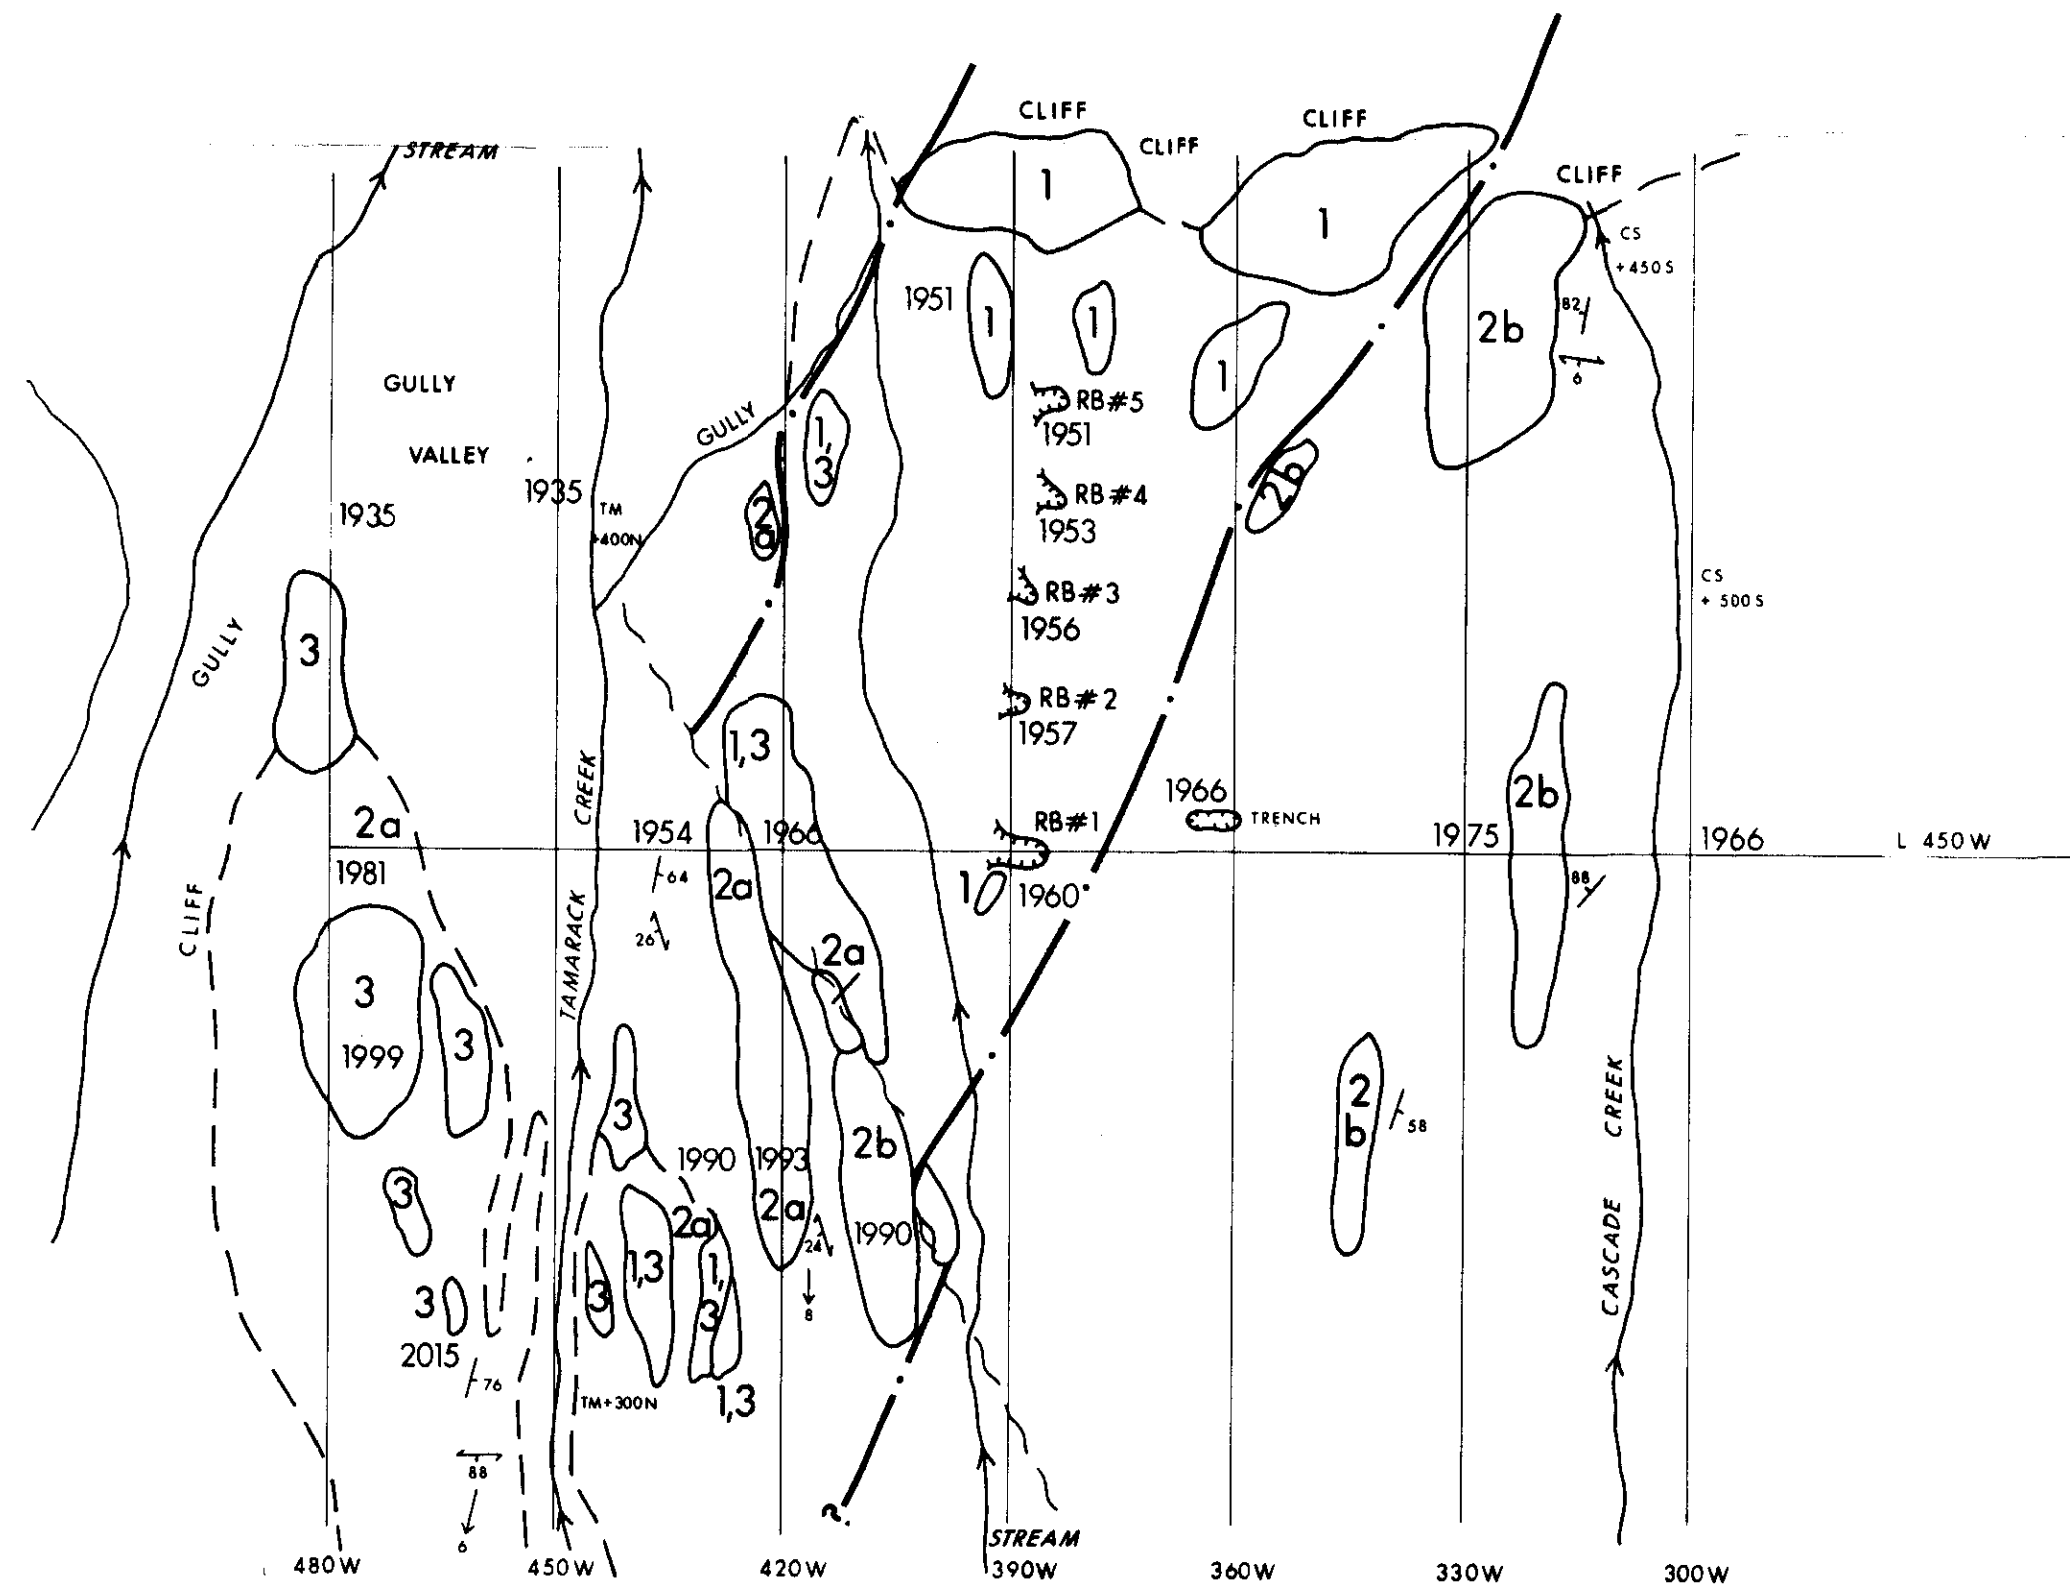 CLIFF
CLIFF
CLIFF
STREAM
CLIFF
1
1
CS
+450S
1951
1
1
82
2b
6
GULLY
1
RB#5
GULLY
1951
1,
3
VALLEY
2b
1935
RB#4
1935
TM
2
a
1953
+400N
CS
+ 500S
RB#3
1956
GULLY
3
RB#2
1957
1,3
CREEK
1966
2b
2a
1954
1966
RB#1
TRENCH
1975
1966
L 450W
1981
64
2a
1
1960
88
CLIFF
26
TAMARACK
2a
3
3
1999
2
b
58
3
2b
CREEK
1990
1993
3
2a
2a
1990
24
CASCADE
1,3
1,
3
3
3
8
2015
76
TM+300N
1,3
88
?
6
STREAM
480W
450W
420W
390W
360W
330W
300W